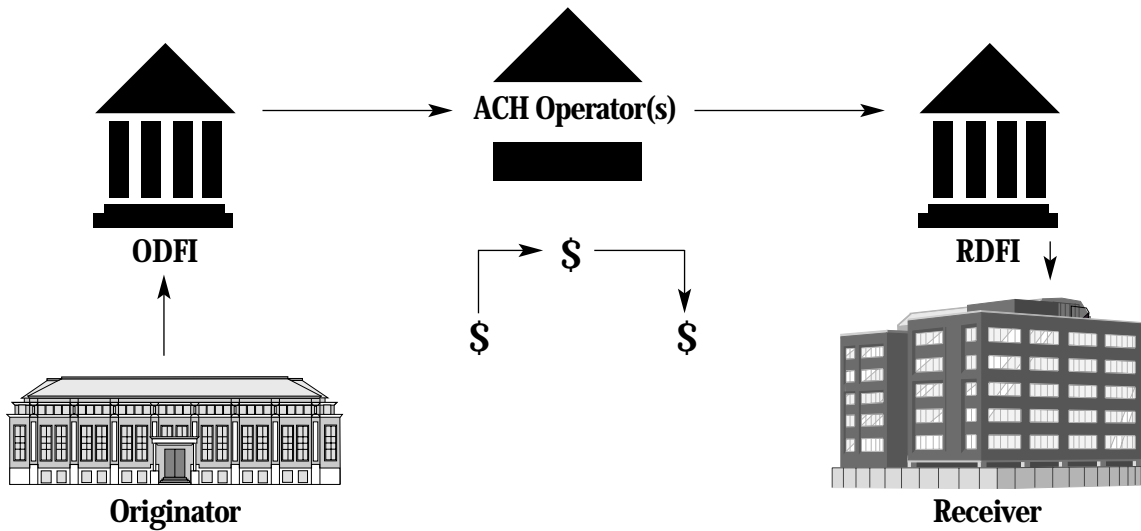 ACH Operator(s)
ODFI
RDFI
$
$
$
Originator
Receiver